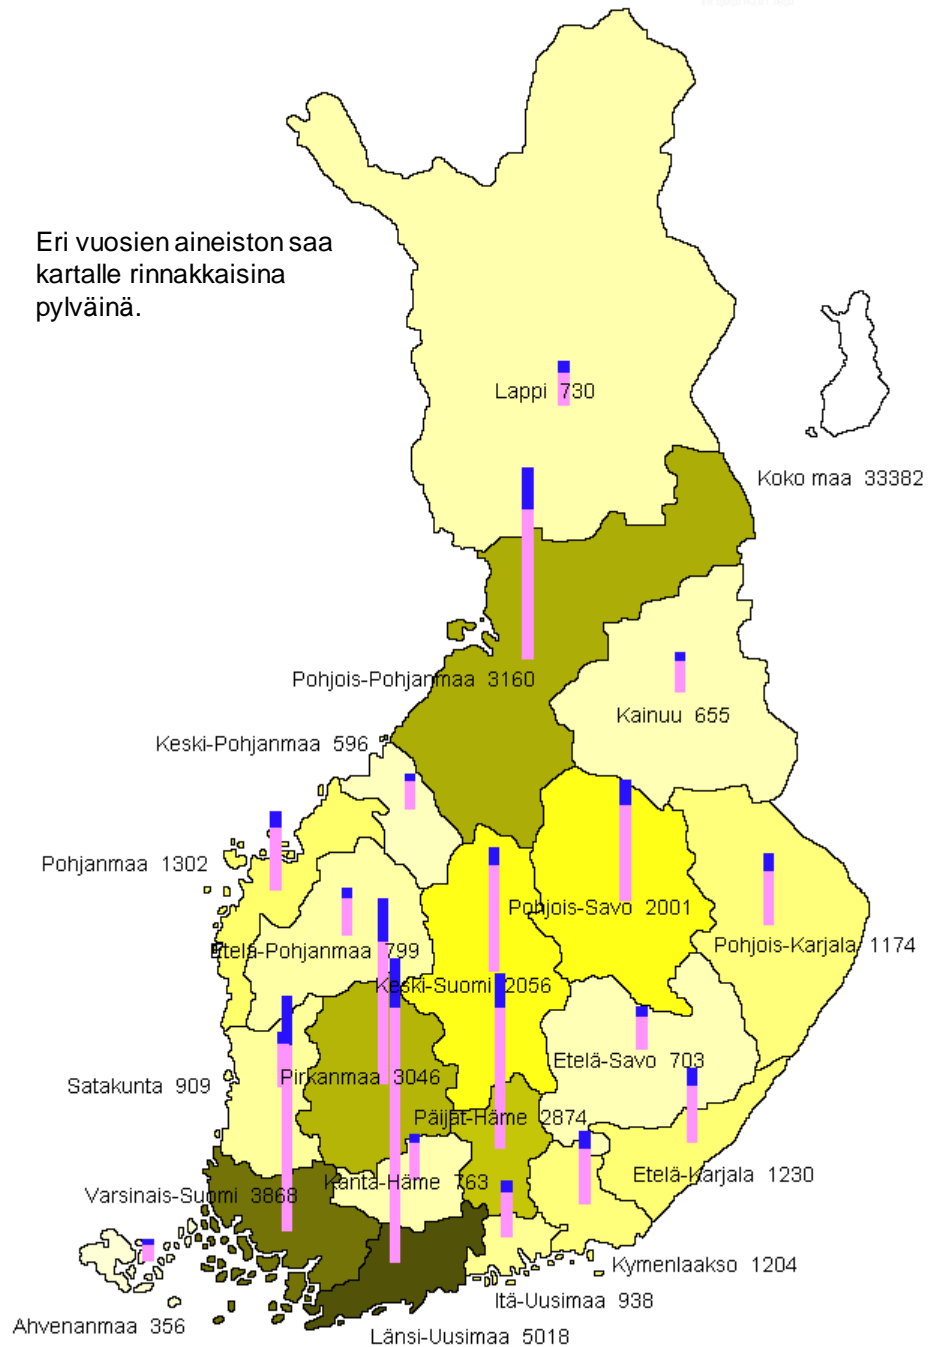 Eri vuosien aineiston saa
kartalle rinnakkaisina
pylväinä.
Lappi 730
Koko maa 33382
Pohjois-Pohjanmaa 3160
Kainuu 655
Keski-Pohjanmaa 596
Pohjanmaa 1302
Pohjois-Savo 2001
Etelä-Pohjanmaa 799
Pohjois-Karjala 1174
Keski-Suomi 2056
Etelä-Savo 703
Satakunta 909
Pirkanmaa 3046
Päijät-Häme 2874
Etelä-Karjala 1230
Kanta-Häme 763
Varsinais-Suomi 3868
Kymenlaakso 1204
Itä-Uusimaa 938
Ahvenanmaa 356
Länsi-Uusimaa 5018